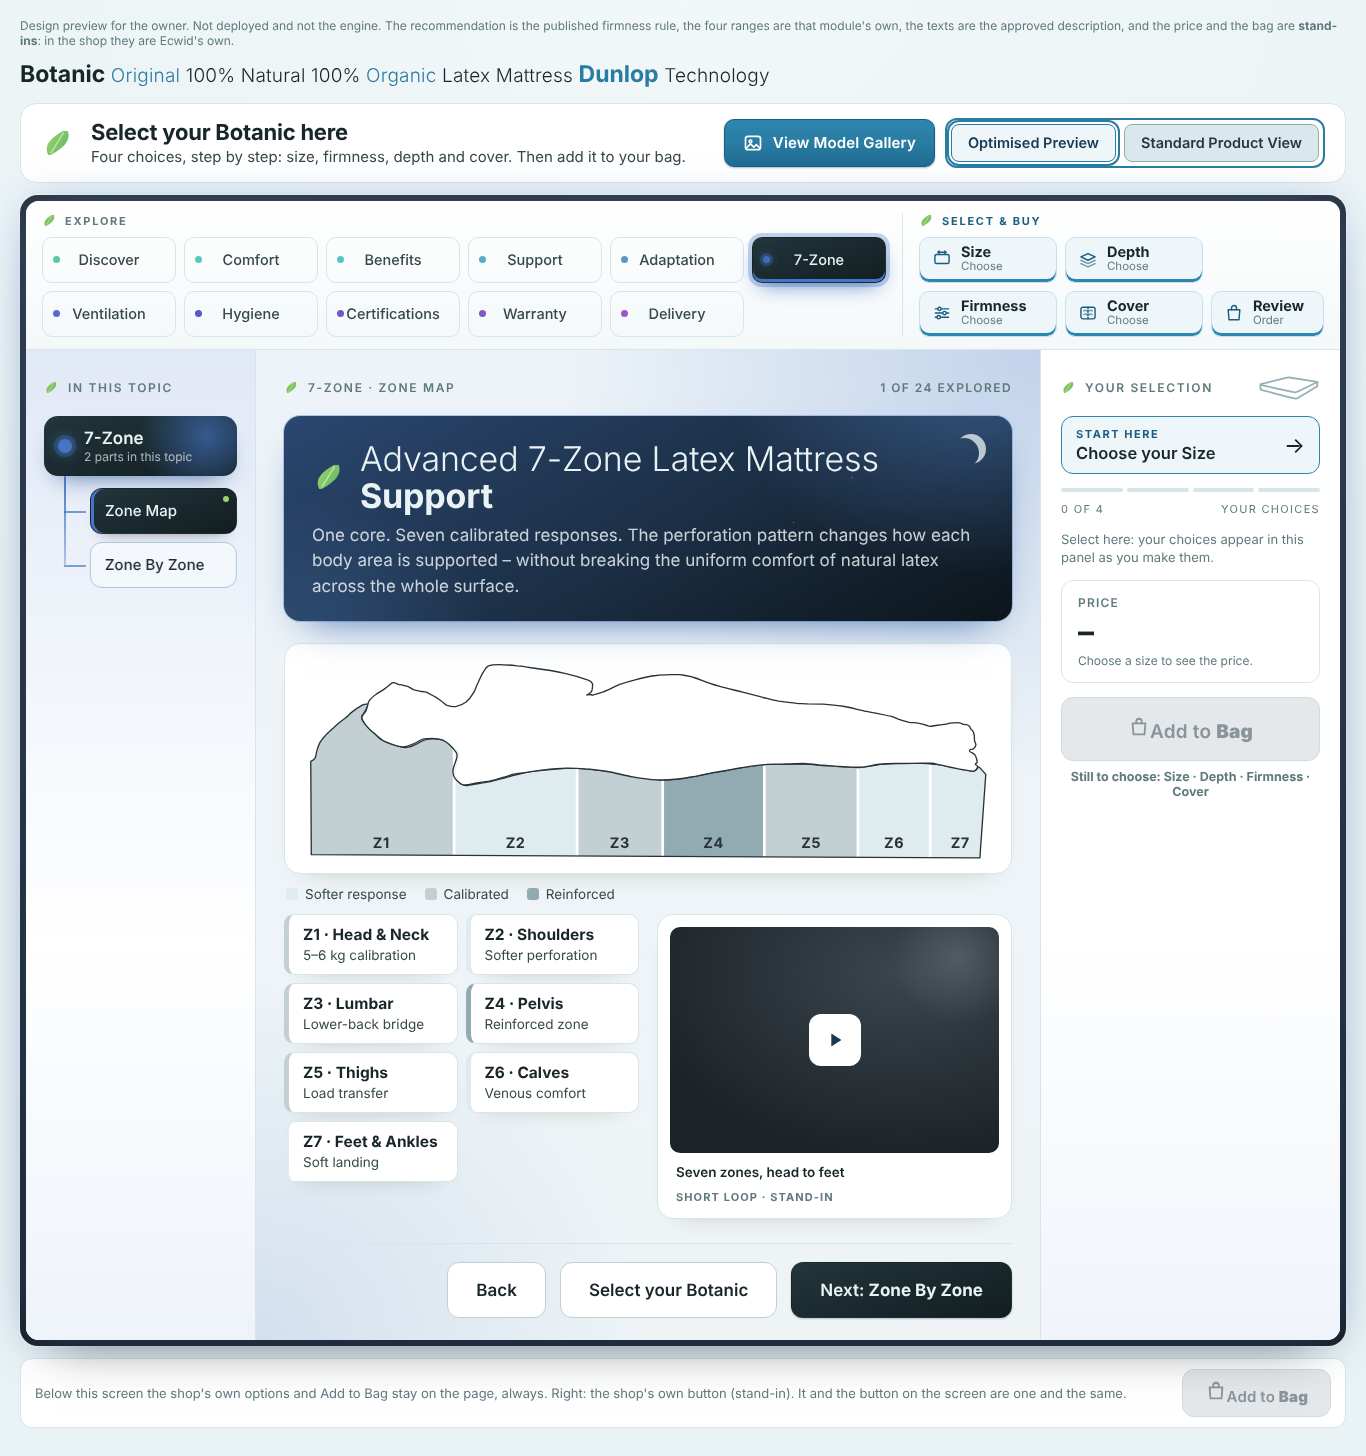 Design preview for the owner. Not deployed and not the engine. The recommendation is the published firmness rule, the four ranges are that module's own, the texts are the approved description, and the price and the bag are stand-
ins: in the shop they are Ecwid's own.
Botanic Original 100% Natural 100% Organic Latex Mattress Dunlop Technology
Select your Botanic here
Four choices, step by step: size, firmness, depth and cover. Then add it to your bag.
View Model Gallery
Optimised Preview
Standard Product View
EXPLORE
Discover
Comfort
Benefits
Support
Adaptation
7-Zone
Ventilation
Hygiene
Certifications
Warranty
Delivery
SELECT & BUY
Size
Choose
Depth
Choose
Firmness
Choose
Cover
Choose
Review
Order
IN THIS TOPIC
7-Zone
2 parts in this topic
Zone Map
Zone By Zone
7-ZONE · ZONE MAP
1 OF 24 EXPLORED
Advanced 7-Zone Latex Mattress
Support
One core. Seven calibrated responses. The perforation pattern changes how each
body area is supported – without breaking the uniform comfort of natural latex
across the whole surface.
Z1
Z2
Z3
Z4
Z5
Z6
Z7
Softer response
Calibrated
Reinforced
Z1 · Head & Neck
5–6 kg calibration
Z2 · Shoulders
Softer perforation
Z3 · Lumbar
Lower-back bridge
Z4 · Pelvis
Reinforced zone
Z5 · Thighs
Load transfer
Z6 · Calves
Venous comfort
Z7 · Feet & Ankles
Soft landing
Seven zones, head to feet
SHORT LOOP · STAND-IN
Back
Select your Botanic
Next: Zone By Zone
YOUR SELECTION
START HERE
Choose your Size
0 OF 4
YOUR CHOICES
Select here: your choices appear in this
panel as you make them.
PRICE
–
Choose a size to see the price.
Add to Bag
Still to choose: Size · Depth · Firmness ·
Cover
Below this screen the shop's own options and Add to Bag stay on the page, always. Right: the shop's own button (stand-in). It and the button on the screen are one and the same.
Add to Bag